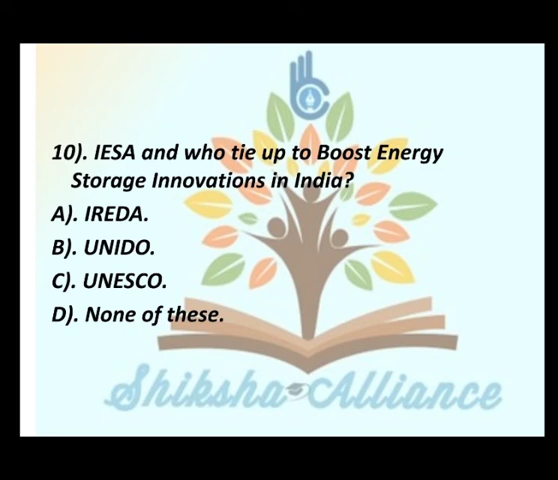 10). IESA and who tie up to Boost Energy
Storage Innovations in India?
A). IREDA.
B). UNIDO.
C). UNESCO.
D). None of these.
Shiksha Alliance